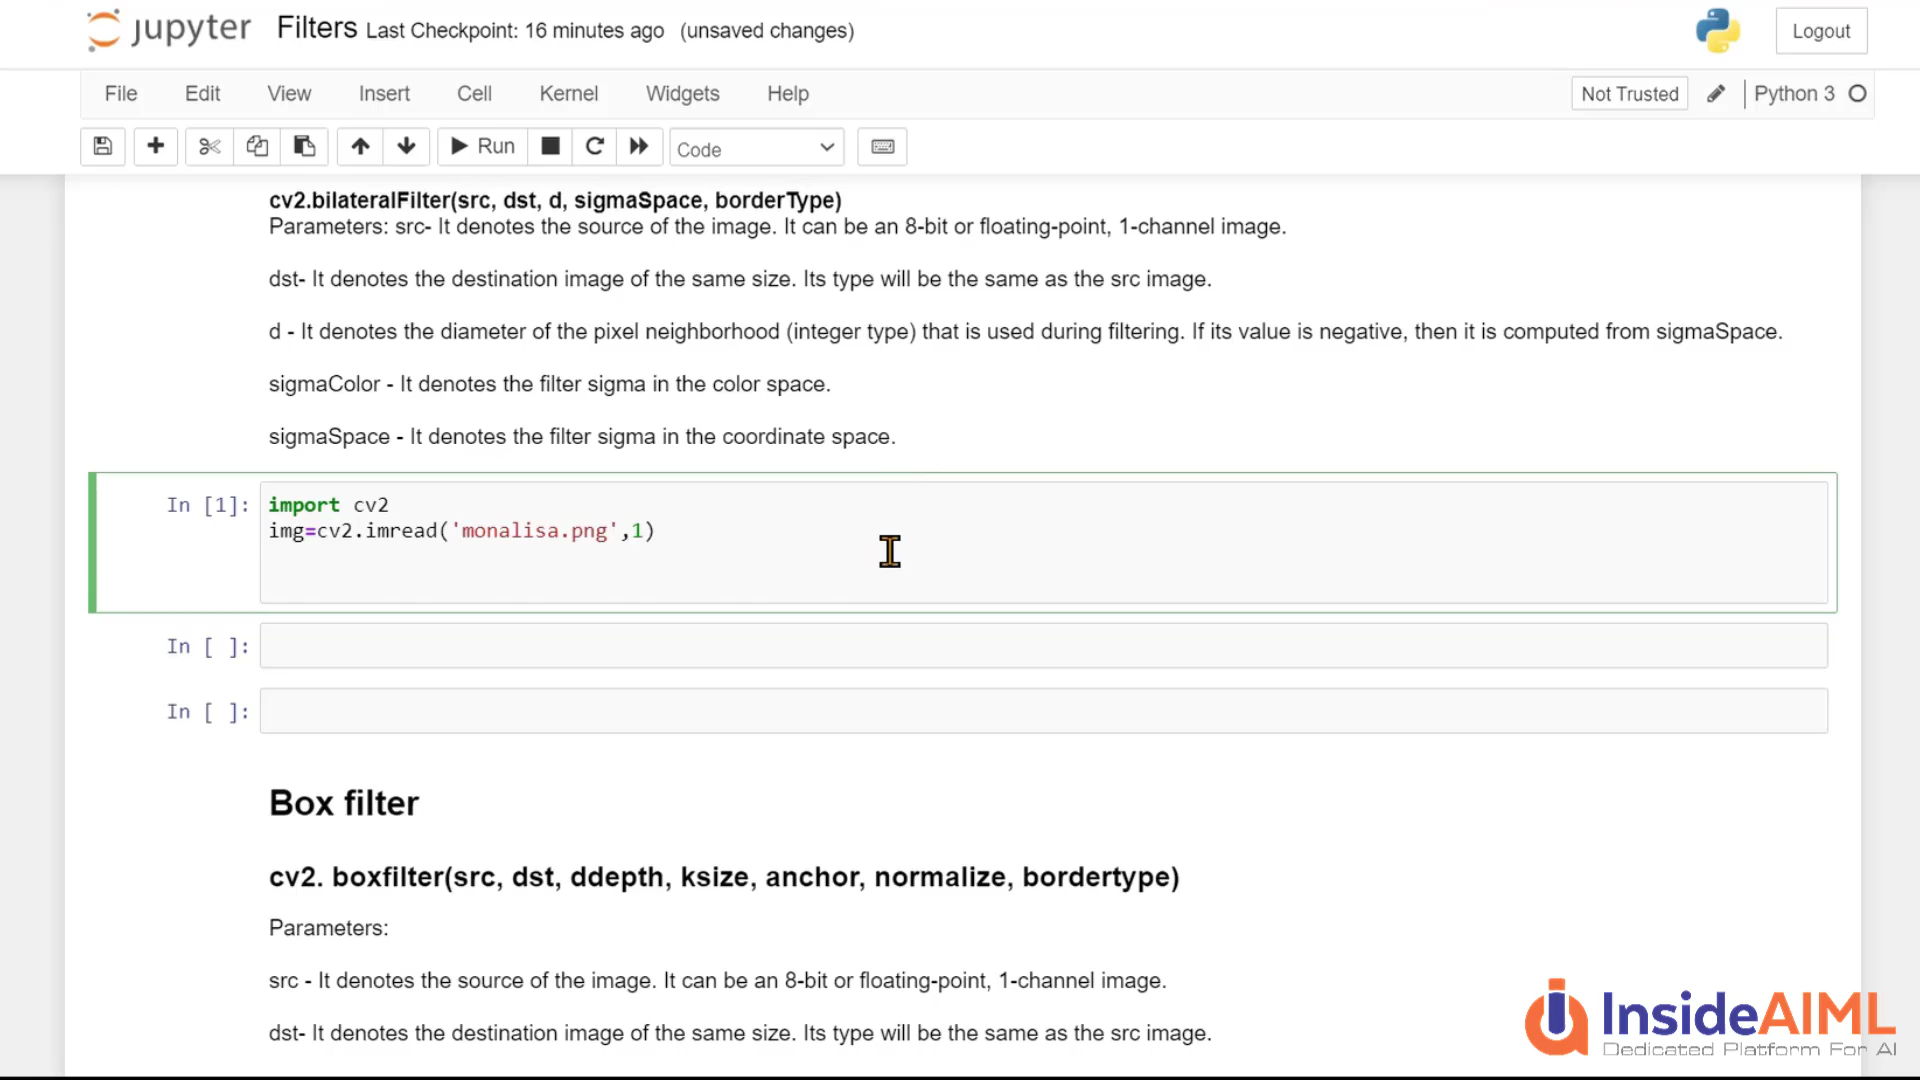 jupyter Filters Last Checkpoint: 16 minutes ago (unsaved changes) Logout
File Edit View Insert Cell Kernel Widgets Help Not Trusted Python 3
Run Code
cv2.bilateralFilter(src, dst, d, sigmaSpace, borderType)
Parameters: src- It denotes the source of the image. It can be an 8-bit or floating-point, 1-channel image.
dst- It denotes the destination image of the same size. Its type will be the same as the src image.
d - It denotes the diameter of the pixel neighborhood (integer type) that is used during filtering. If its value is negative, then it is computed from sigmaSpace.
sigmaColor - It denotes the filter sigma in the color space.
sigmaSpace - It denotes the filter sigma in the coordinate space.
In [1]: import cv2
img=cv2.imread('monalisa.png',1)
In [ ]:
In [ ]:
Box filter
cv2. boxfilter(src, dst, ddepth, ksize, anchor, normalize, bordertype)
Parameters:
src - It denotes the source of the image. It can be an 8-bit or floating-point, 1-channel image.
dst- It denotes the destination image of the same size. Its type will be the same as the src image.
InsideAIML
Dedicated Platform For AI